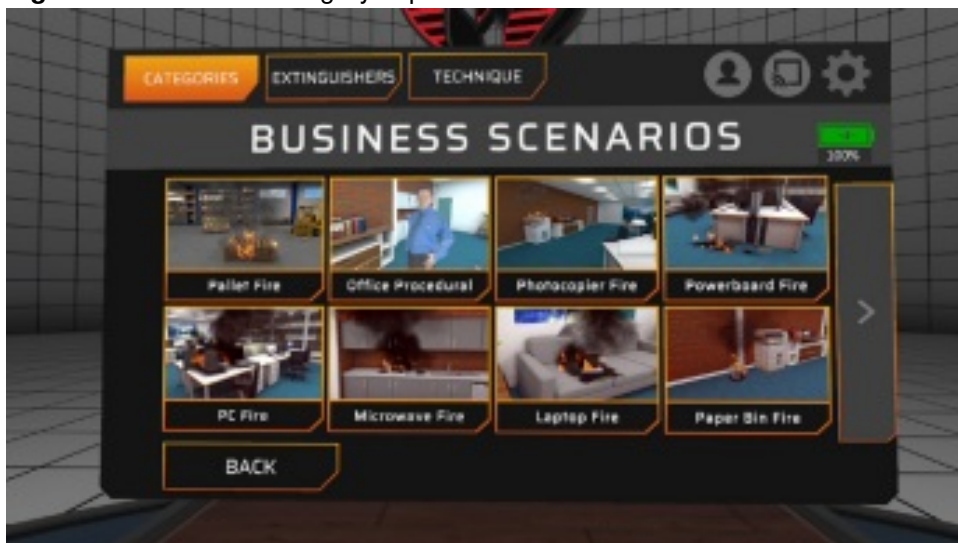 CATEGORIES EXTINGUISHERS TECHNIQUE
BUSINESS SCENARIOS
100%
Pallet Fire Office Procedural Photocopier Fire Powerboard Fire
PC Fire Microwave Fire Laptop Fire Paper Bin Fire
BACK